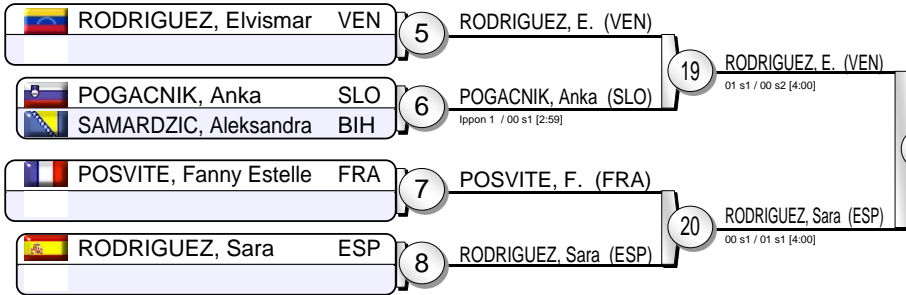 RODRIGUEZ, Elvismar VEN
5
RODRIGUEZ, E. (VEN)
19
RODRIGUEZ, E. (VEN)
01 s1 / 00 s2 [4:00]
POGACNIK, Anka SLO
SAMARDZIC, Aleksandra BIH
6
POGACNIK, Anka (SLO)
Ippon 1 / 00 s1 [2:59]
POSVITE, Fanny Estelle FRA
7
POSVITE, F. (FRA)
20
RODRIGUEZ, Sara (ESP)
00 s1 / 01 s1 [4:00]
RODRIGUEZ, Sara ESP
8
RODRIGUEZ, Sara (ESP)